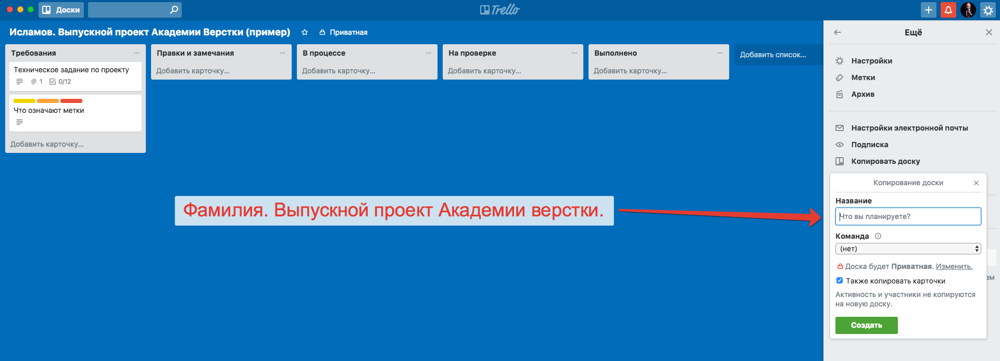 Доски
Trello
Исламов. Выпускной проект Академии Верстки (пример)
Приватная
Требования
Техническое задание по проекту
1
0/12
Что означают метки
Добавить карточку...
Правки и замечания
Добавить карточку...
В процессе
Добавить карточку...
На проверке
Добавить карточку...
Выполнено
Добавить карточку...
Добавить список...
Фамилия. Выпускной проект Академии верстки.
Ещё
Настройки
Метки
Архив
Настройки электронной почты
Подписка
Копировать доску
Копирование доски
Название
Что вы планируете?
Команда
(нет)
Доска будет Приватная. Изменить.
Также копировать карточки
Активность и участники не копируются
на новую доску.
Создать
ам